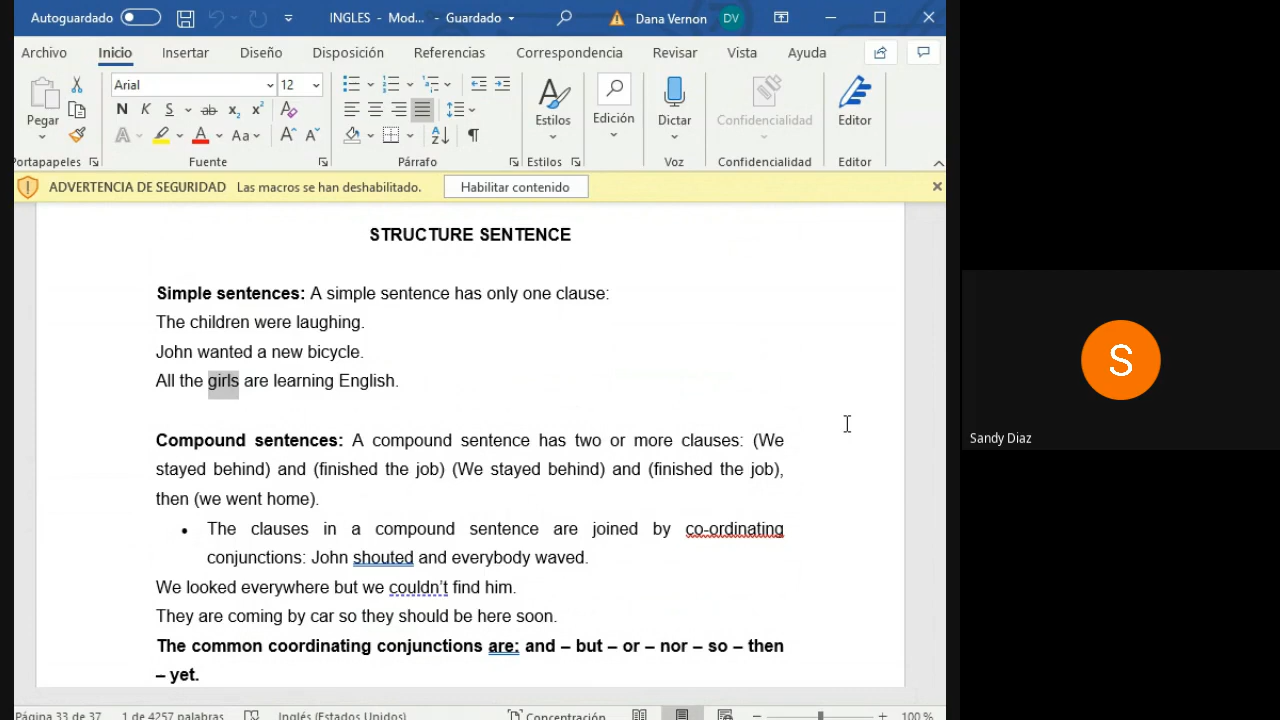 Autoguardado INGLES - Mod... - Guardado Dana Vernon DV
Archivo Inicio Insertar Diseño Disposición Referencias Correspondencia Revisar Vista Ayuda
Arial 12
N K S ab x₂ x² A
A A Aa A A
Pegar Estilos Edición Dictar Confidencialidad Editor
Portapapeles Fuente Párrafo Estilos Voz Confidencialidad Editor
ADVERTENCIA DE SEGURIDAD Las macros se han deshabilitado. Habilitar contenido
STRUCTURE SENTENCE
Simple sentences: A simple sentence has only one clause:
The children were laughing.
John wanted a new bicycle.
All the girls are learning English.
Compound sentences: A compound sentence has two or more clauses: (We
stayed behind) and (finished the job) (We stayed behind) and (finished the job),
then (we went home).
• The clauses in a compound sentence are joined by co-ordinating
conjunctions: John shouted and everybody waved.
We looked everywhere but we couldn't find him.
They are coming by car so they should be here soon.
The common coordinating conjunctions are: and – but – or – nor – so – then
– yet.
Página 33 de 37 1 de 4257 palabras Inglés (Estados Unidos) Concentración 100 %
S
Sandy Diaz